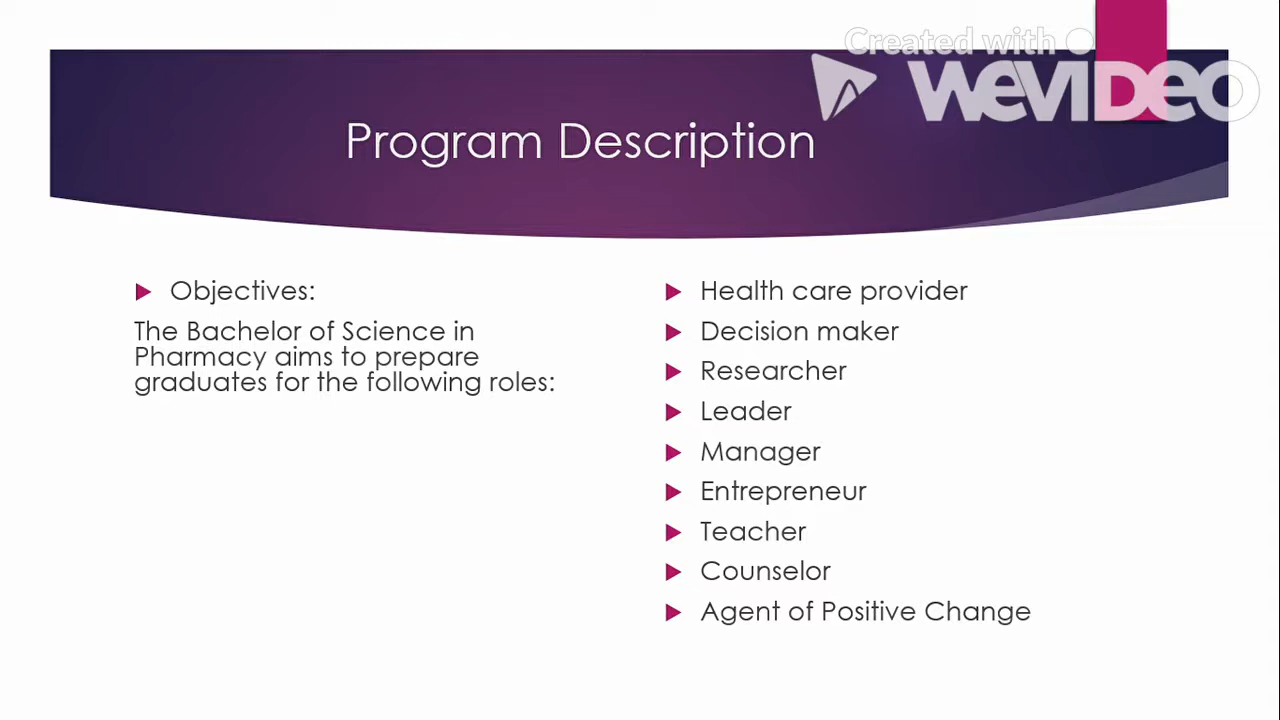 Created with
WEVIDEO
Program Description
Objectives:
The Bachelor of Science in
Pharmacy aims to prepare
graduates for the following roles:
Health care provider
Decision maker
Researcher
Leader
Manager
Entrepreneur
Teacher
Counselor
Agent of Positive Change